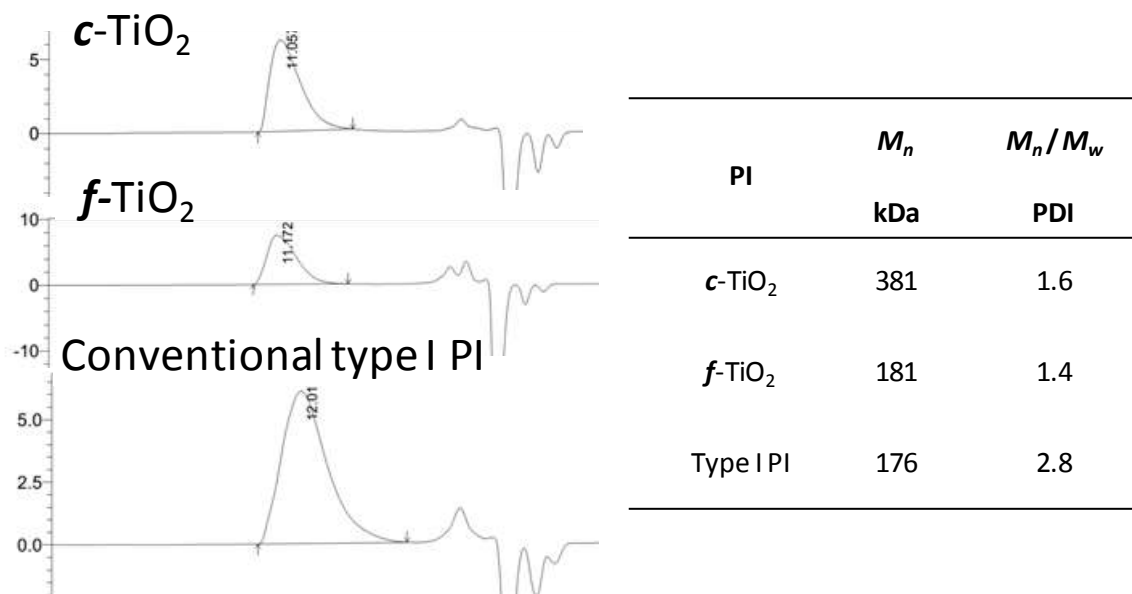 c-TiO₂
5
11.05
0
f-TiO₂
10
11.172
0
-10
Conventional type I PI
12.01
5.0
2.5
0.0
PI
Mₙ
Mₙ/M_w
kDa
PDI
c-TiO₂
381
1.6
f-TiO₂
181
1.4
Type I PI
176
2.8